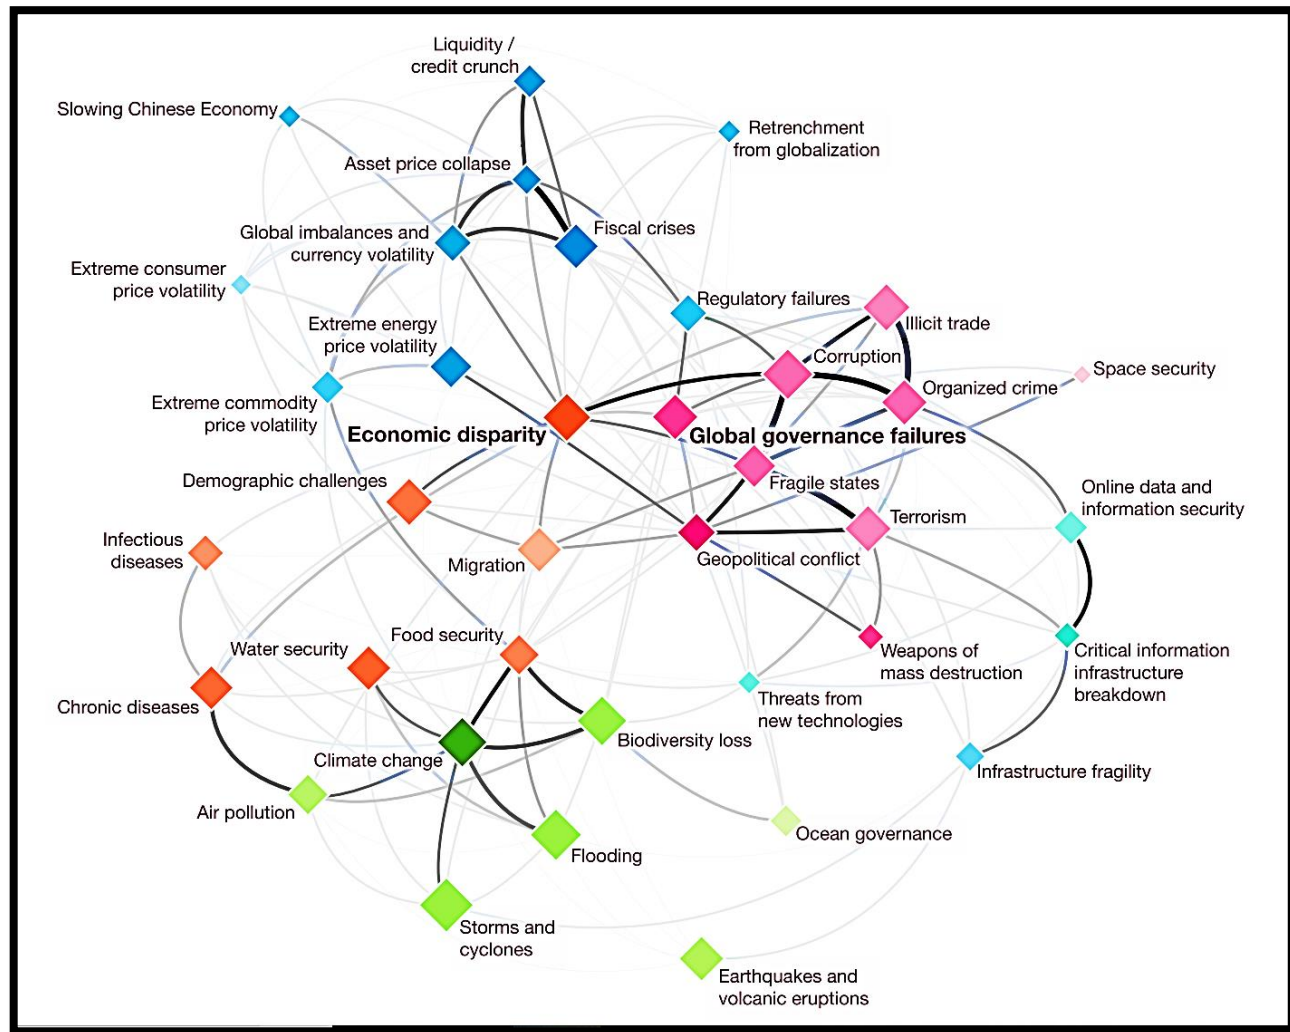 Liquidity /
credit crunch
Slowing Chinese Economy
Retrenchment
from globalization
Asset price collapse
Fiscal crises
Global imbalances and
currency volatility
Extreme consumer
price volatility
Regulatory failures
Illicit trade
Extreme energy
price volatility
Corruption
Space security
Organized crime
Extreme commodity
price volatility
Economic disparity
Global governance failures
Demographic challenges
Fragile states
Online data and
information security
Terrorism
Infectious
diseases
Migration
Geopolitical conflict
Food security
Water security
Weapons of
mass destruction
Critical information
infrastructure
breakdown
Chronic diseases
Threats from
new technologies
Biodiversity loss
Climate change
Infrastructure fragility
Air pollution
Ocean governance
Flooding
Storms and
cyclones
Earthquakes and
volcanic eruptions